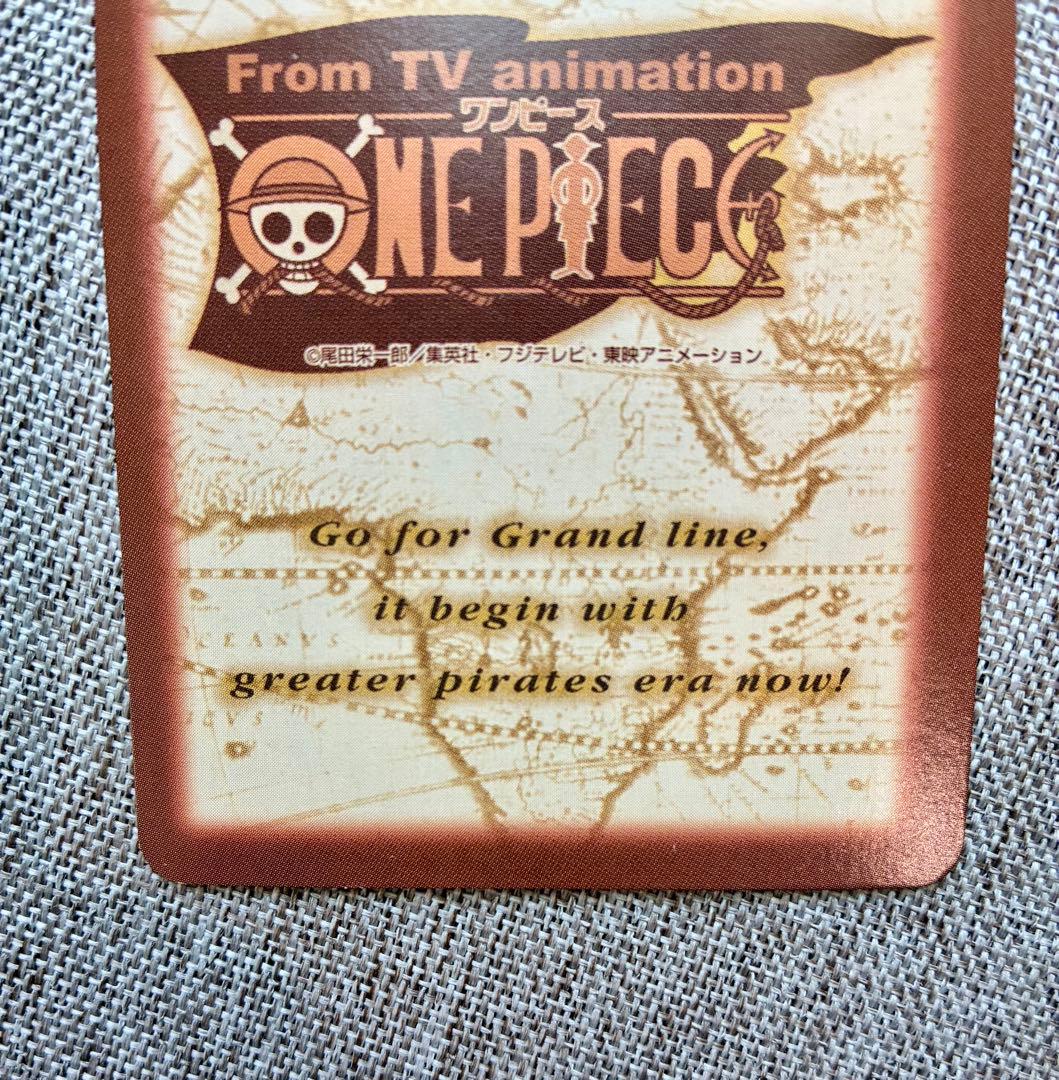 From TV animation
ワンピース
ONE PIECE
©尾田栄一郎／集英社・フジテレビ・東映アニメーション
Go for Grand line,
it begin with
CEANVS
greater pirates era now!